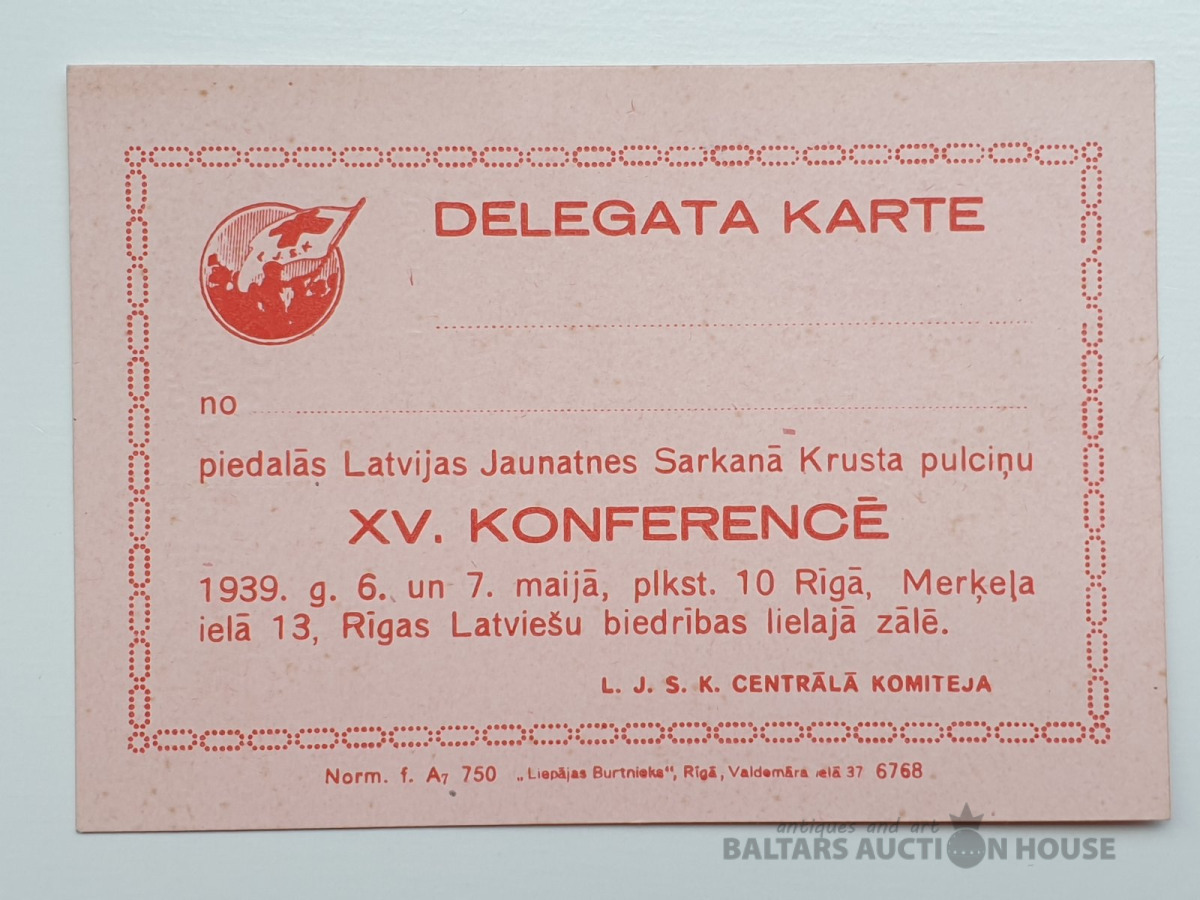 DELEGATA KARTE
L. J. S. K.
no
piedalās Latvijas Jaunatnes Sarkanā Krusta pulciņu
XV. KONFERENCĒ
1939. g. 6. un 7. maijā, plkst. 10 Rīgā, Merķeļa
ielā 13, Rīgas Latviešu biedrības lielajā zālē.
L. J. S. K. CENTRĀLĀ KOMITEJA
Norm. f. A7 750 „Liepājas Burtnieks“, Rīgā, Valdemāra ielā 37 6768
antiques and art
BALTARS AUCTION HOUSE